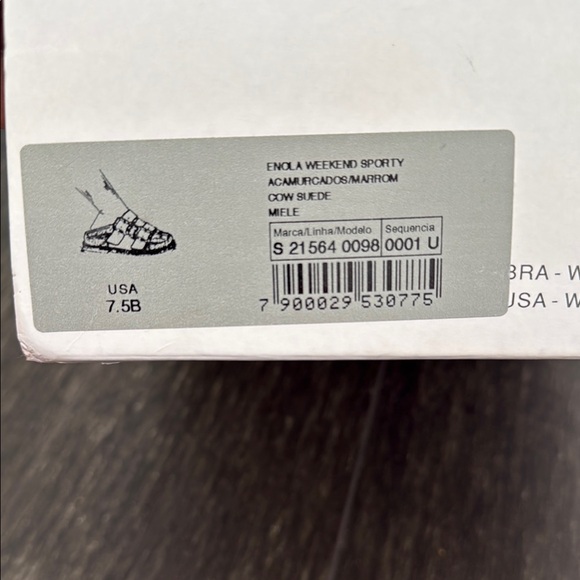 ENOLA WEEKEND SPORTY
ACAMURCADOS/MARROM
COW SUEDE
MIELE
Marca/Linha/Modelo Sequencia
S 21564 0098 0001 U
7 900029 530775
USA
7.5B
BRA - W
USA - W